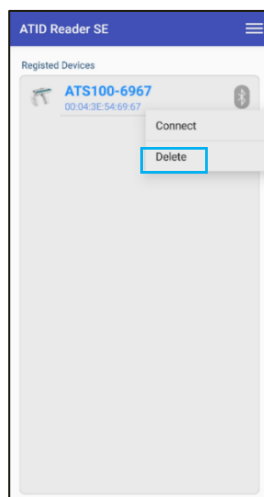 ATID Reader SE
Registed Devices
ATS100-6967
00:04:3E:54:69:67
Connect
Delete